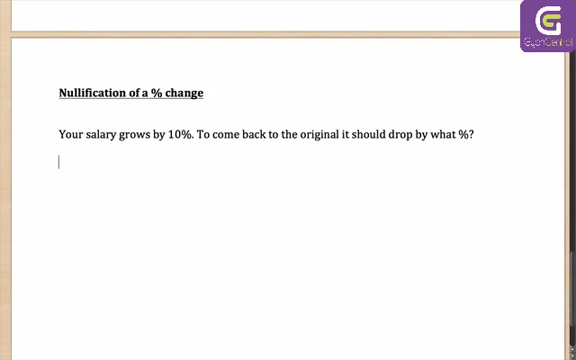 Nullification of a % change
Your salary grows by 10%. To come back to the original it should drop by what %?
GyanCentral